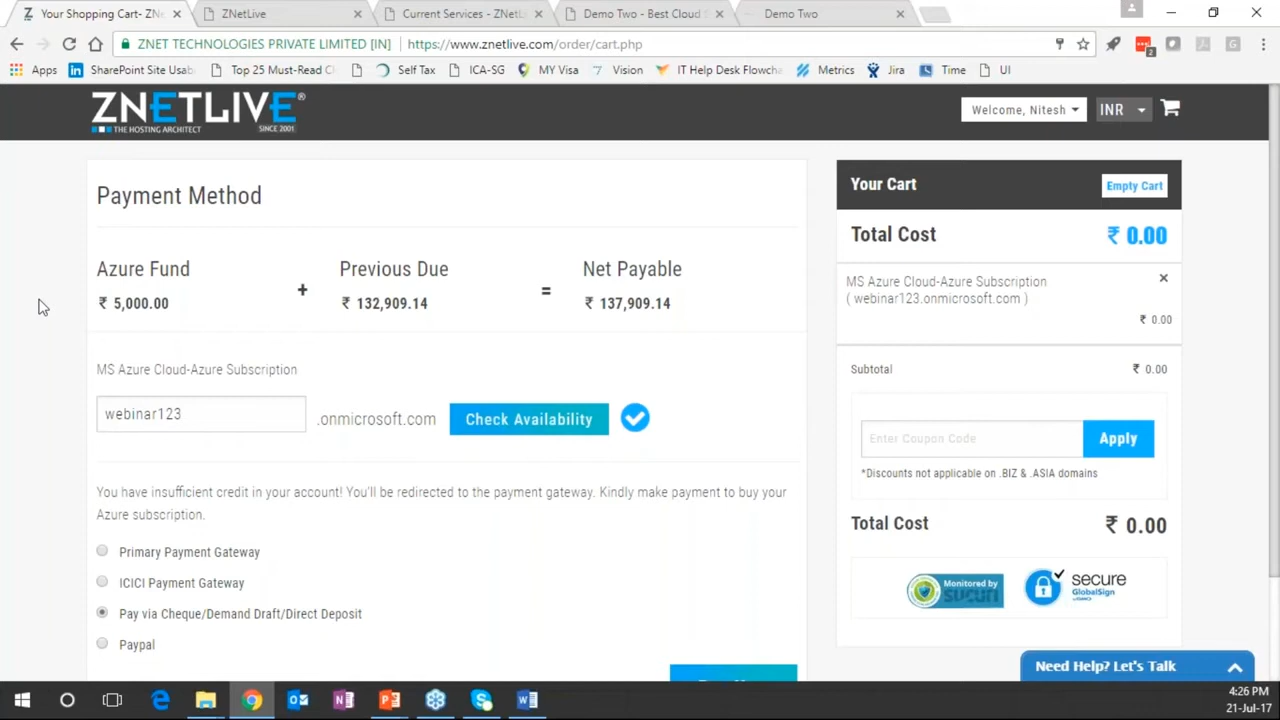 Your Shopping Cart- ZNe
ZNetLive
Current Services - ZNetL
Demo Two - Best Cloud S
Demo Two
ZNET TECHNOLOGIES PRIVATE LIMITED [IN]
https://www.znetlive.com/order/cart.php
2
Apps
SharePoint Site Usab
Top 25 Must-Read C
Self Tax
ICA-SG
MY Visa
Vision
IT Help Desk Flowcha
Metrics
Jira
Time
UI
ZNETLIVE®
THE HOSTING ARCHITECT SINCE 2001
Welcome, Nitesh
INR
Payment Method
Azure Fund
Previous Due
Net Payable
₹ 5,000.00 + ₹ 132,909.14 = ₹ 137,909.14
MS Azure Cloud-Azure Subscription
webinar123 .onmicrosoft.com Check Availability
You have insufficient credit in your account! You'll be redirected to the payment gateway. Kindly make payment to buy your
Azure subscription.
Primary Payment Gateway
ICICI Payment Gateway
Pay via Cheque/Demand Draft/Direct Deposit
Paypal
Your Cart
Empty Cart
Total Cost ₹ 0.00
MS Azure Cloud-Azure Subscription
( webinar123.onmicrosoft.com )
₹ 0.00
Subtotal ₹ 0.00
Enter Coupon Code
Apply
*Discounts not applicable on .BIZ & .ASIA domains
Total Cost ₹ 0.00
Monitored by
sucuri
secure
GlobalSign
Need Help? Let's Talk
4:26 PM
21-Jul-17